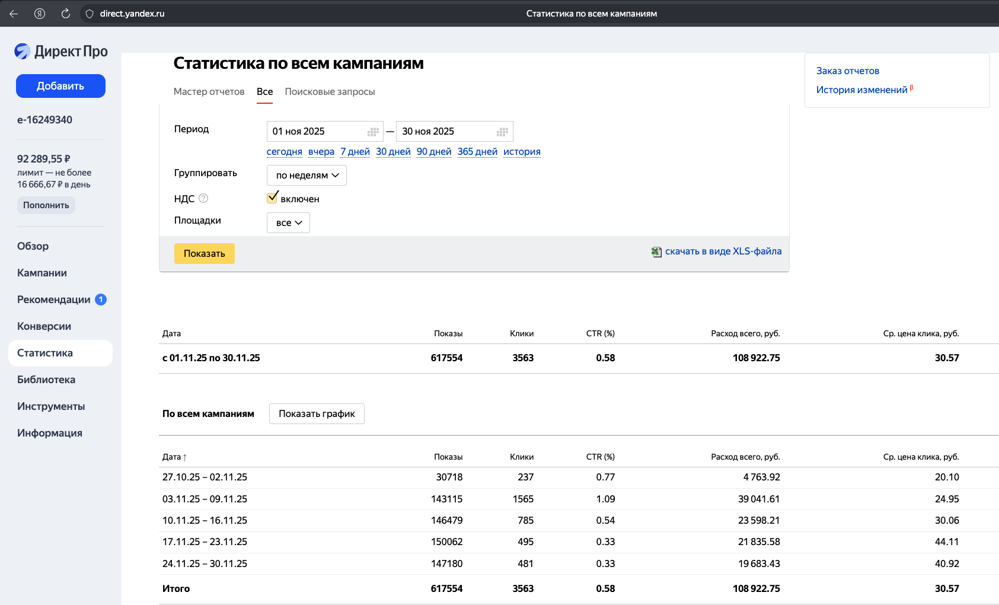 direct.yandex.ru Статистика по всем кампаниям
Директ Про
Добавить
e-16249340
92 289,55 ₽
лимит — не более
16 666,67 ₽ в день
Пополнить
Обзор
Кампании
Рекомендации 1
Конверсии
Статистика
Библиотека
Инструменты
Информация
Статистика по всем кампаниям
Мастер отчетов Все Поисковые запросы
Заказ отчетов
История изменений β
Период 01 ноя 2025 — 30 ноя 2025
сегодня вчера 7 дней 30 дней 90 дней 365 дней история
Группировать по неделям
НДС ? включен
Площадки все
Показать скачать в виде XLS-файла
Дата Показы Клики CTR (%) Расход всего, руб. Ср. цена клика, руб.
с 01.11.25 по 30.11.25 617554 3563 0.58 108 922.75 30.57
По всем кампаниям Показать график
Дата ↑ Показы Клики CTR (%) Расход всего, руб. Ср. цена клика, руб.
27.10.25 – 02.11.25 30718 237 0.77 4 763.92 20.10
03.11.25 – 09.11.25 143115 1565 1.09 39 041.61 24.95
10.11.25 – 16.11.25 146479 785 0.54 23 598.21 30.06
17.11.25 – 23.11.25 150062 495 0.33 21 835.58 44.11
24.11.25 – 30.11.25 147180 481 0.33 19 683.43 40.92
Итого 617554 3563 0.58 108 922.75 30.57